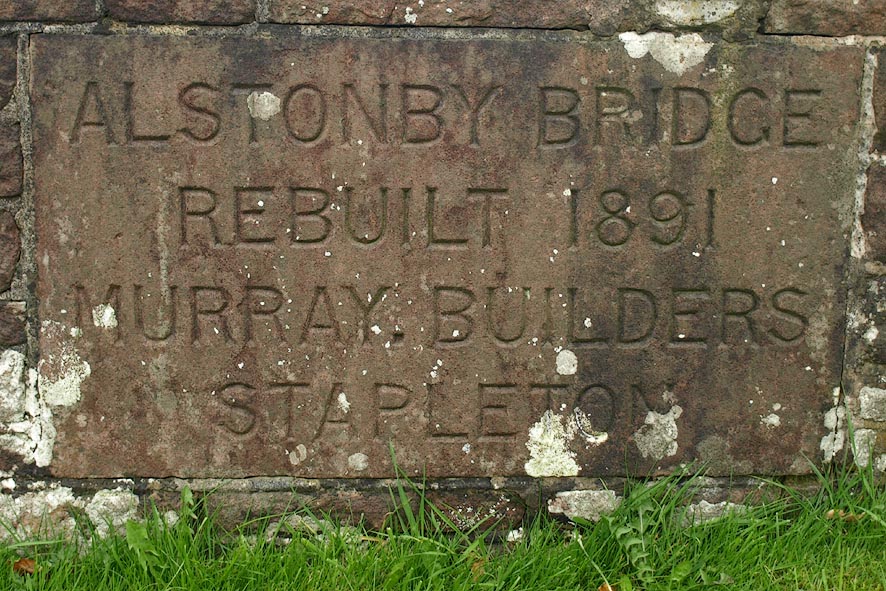 ALSTONBY BRIDGE
REBUILT 1891
MURRAY. BUILDERS
STAPLETON